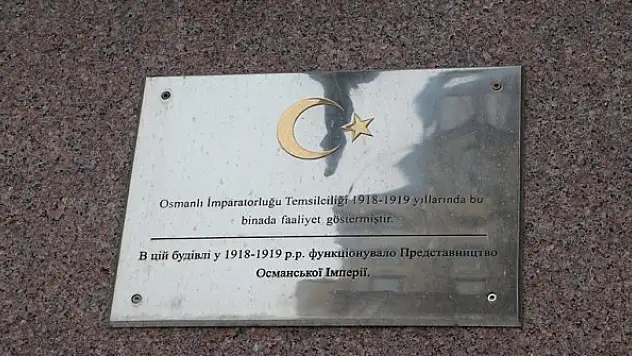 Osmanlı İmparatorluğu Temsilciliği 1918-1919 yıllarında bu
binada faaliyet göstermiştir.
В цій будівлі у 1918-1919 р.р. функціонувало Представництво
Османської Імперії.